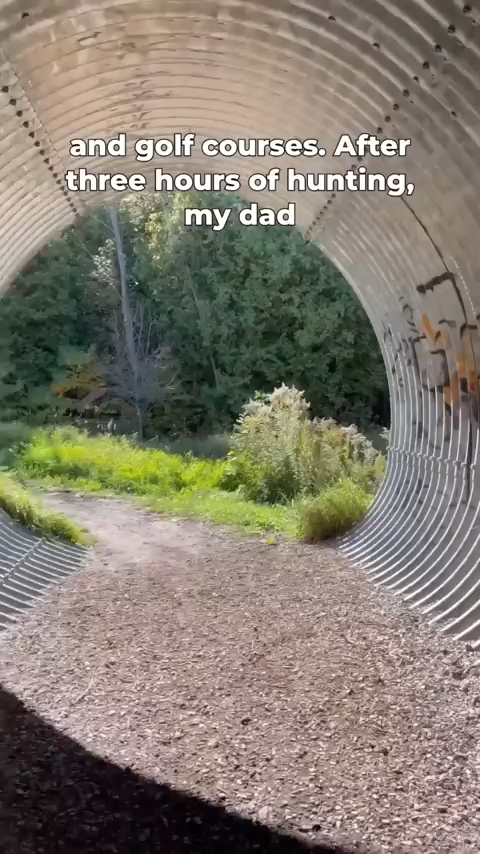 and golf courses. After
three hours of hunting,
my dad